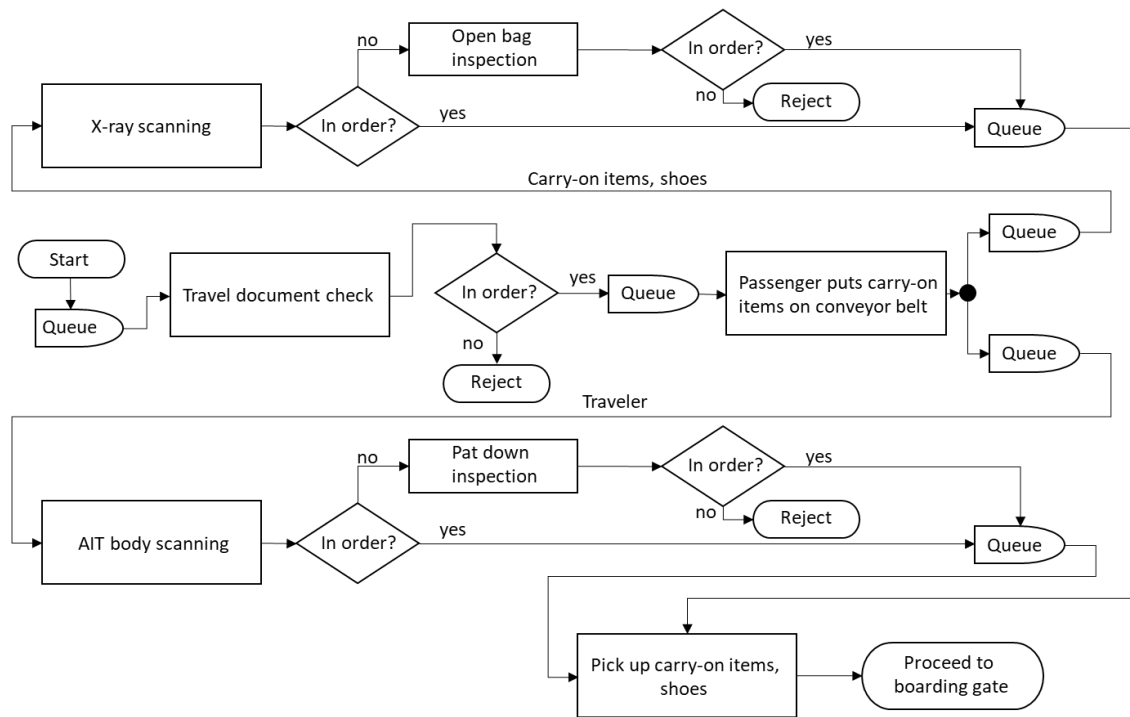 no
Open bag
inspection
In order?
yes
no
Reject
X-ray scanning
In order?
yes
Queue
Carry-on items, shoes
Queue
Start
Queue
Travel document check
In order?
yes
no
Reject
Queue
Passenger puts carry-on
items on conveyor belt
Queue
Traveler
no
Pat down
inspection
In order?
yes
no
Reject
AIT body scanning
In order?
yes
Queue
Pick up carry-on items,
shoes
Proceed to
boarding gate